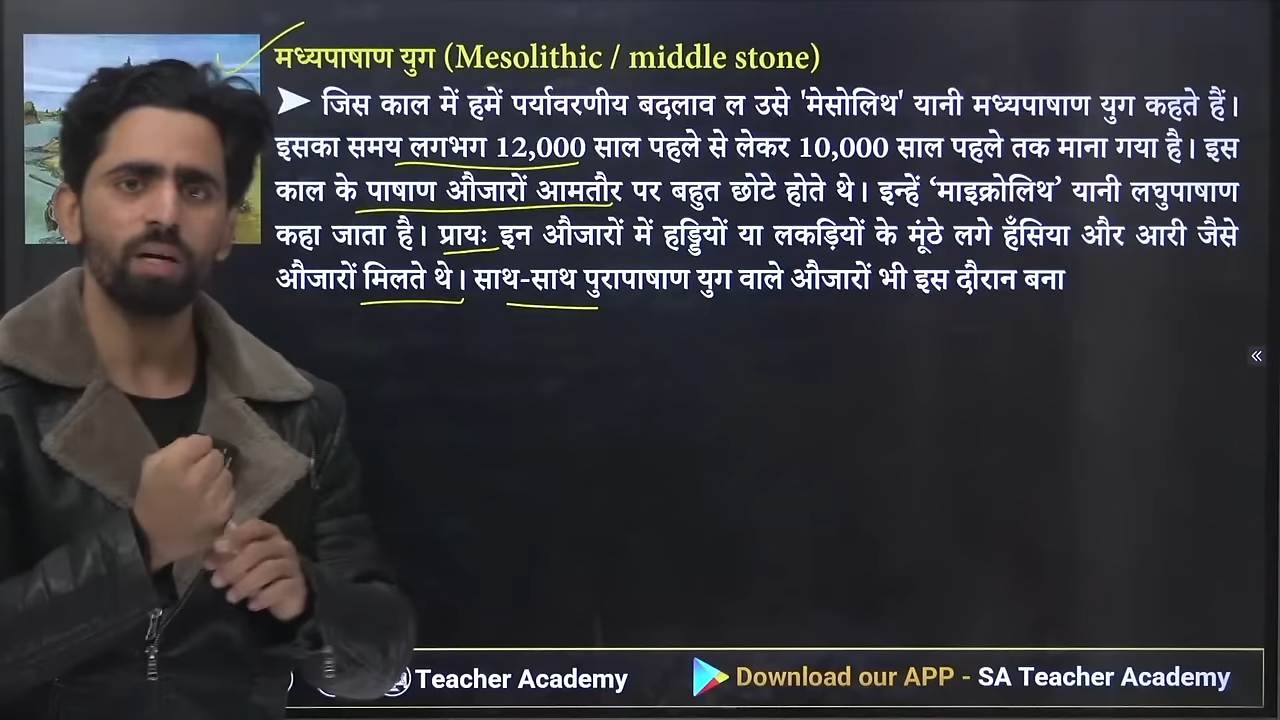 मध्यपाषाण युग (Mesolithic / middle stone)
➤ जिस काल में हमें पर्यावरणीय बदलाव ल उसे 'मेसोलिथ' यानी मध्यपाषाण युग कहते हैं।
इसका समय लगभग 12,000 साल पहले से लेकर 10,000 साल पहले तक माना गया है। इस
काल के पाषाण औजारों आमतौर पर बहुत छोटे होते थे। इन्हें ‘माइक्रोलिथ’ यानी लघुपाषाण
कहा जाता है। प्रायः इन औजारों में हड्डियों या लकड़ियों के मूंठे लगे हँसिया और आरी जैसे
औजारों मिलते थे। साथ-साथ पुरापाषाण युग वाले औजारों भी इस दौरान बना
«
Teacher Academy
Download our APP - SA Teacher Academy